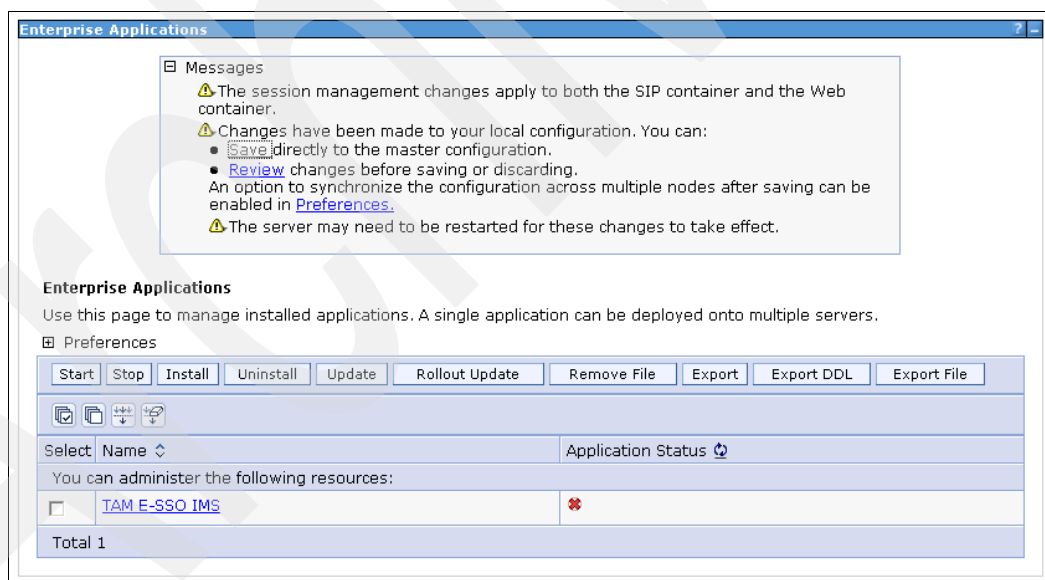 Enterprise Applications
? –
Messages
The session management changes apply to both the SIP container and the Web
container.
Changes have been made to your local configuration. You can:
Save directly to the master configuration.
Review changes before saving or discarding.
An option to synchronize the configuration across multiple nodes after saving can be
enabled in Preferences.
The server may need to be restarted for these changes to take effect.
Enterprise Applications
Use this page to manage installed applications. A single application can be deployed onto multiple servers.
Preferences
Start Stop Install Uninstall Update Rollout Update Remove File Export Export DDL Export File
Select Name Application Status
You can administer the following resources:
TAM E-SSO IMS
Total 1